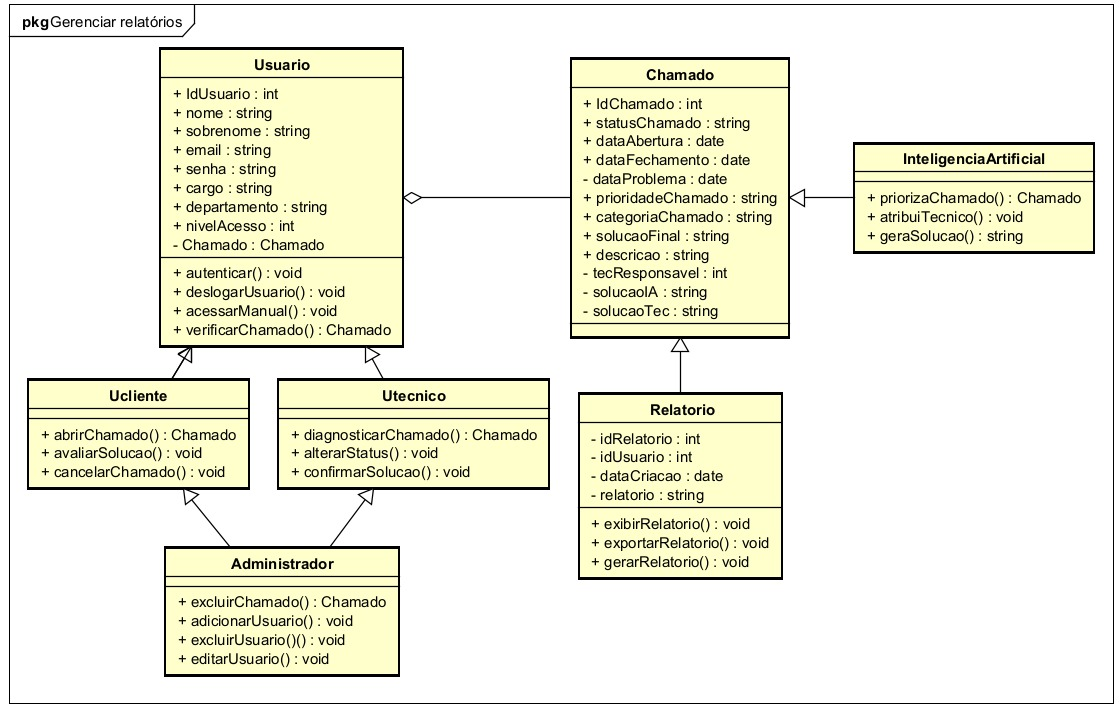 pkg Gerenciar relatórios
Usuario
+ IdUsuario : int
+ nome : string
+ sobrenome : string
+ email : string
+ senha : string
+ cargo : string
+ departamento : string
+ nivelAcesso : int
- Chamado : Chamado
+ autenticar() : void
+ deslogarUsuario() : void
+ acessarManual() : void
+ verificarChamado() : Chamado
Chamado
+ IdChamado : int
+ statusChamado : string
+ dataAbertura : date
+ dataFechamento : date
- dataProblema : date
+ prioridadeChamado : string
+ categoriaChamado : string
+ solucaoFinal : string
+ descricao : string
- tecResponsavel : int
- solucaoIA : string
- solucaoTec : string
InteligenciaArtificial
+ priorizaChamado() : Chamado
+ atribuiTecnico() : void
+ geraSolucao() : string
Ucliente
+ abrirChamado() : Chamado
+ avaliarSolucao() : void
+ cancelarChamado() : void
Utecnico
+ diagnosticarChamado() : Chamado
+ alterarStatus() : void
+ confirmarSolucao() : void
Relatorio
- idRelatorio : int
- idUsuario : int
- dataCriacao : date
- relatorio : string
+ exibirRelatorio() : void
+ exportarRelatorio() : void
+ gerarRelatorio() : void
Administrador
+ excluirChamado() : Chamado
+ adicionarUsuario() : void
+ excluirUsuario()() : void
+ editarUsuario() : void